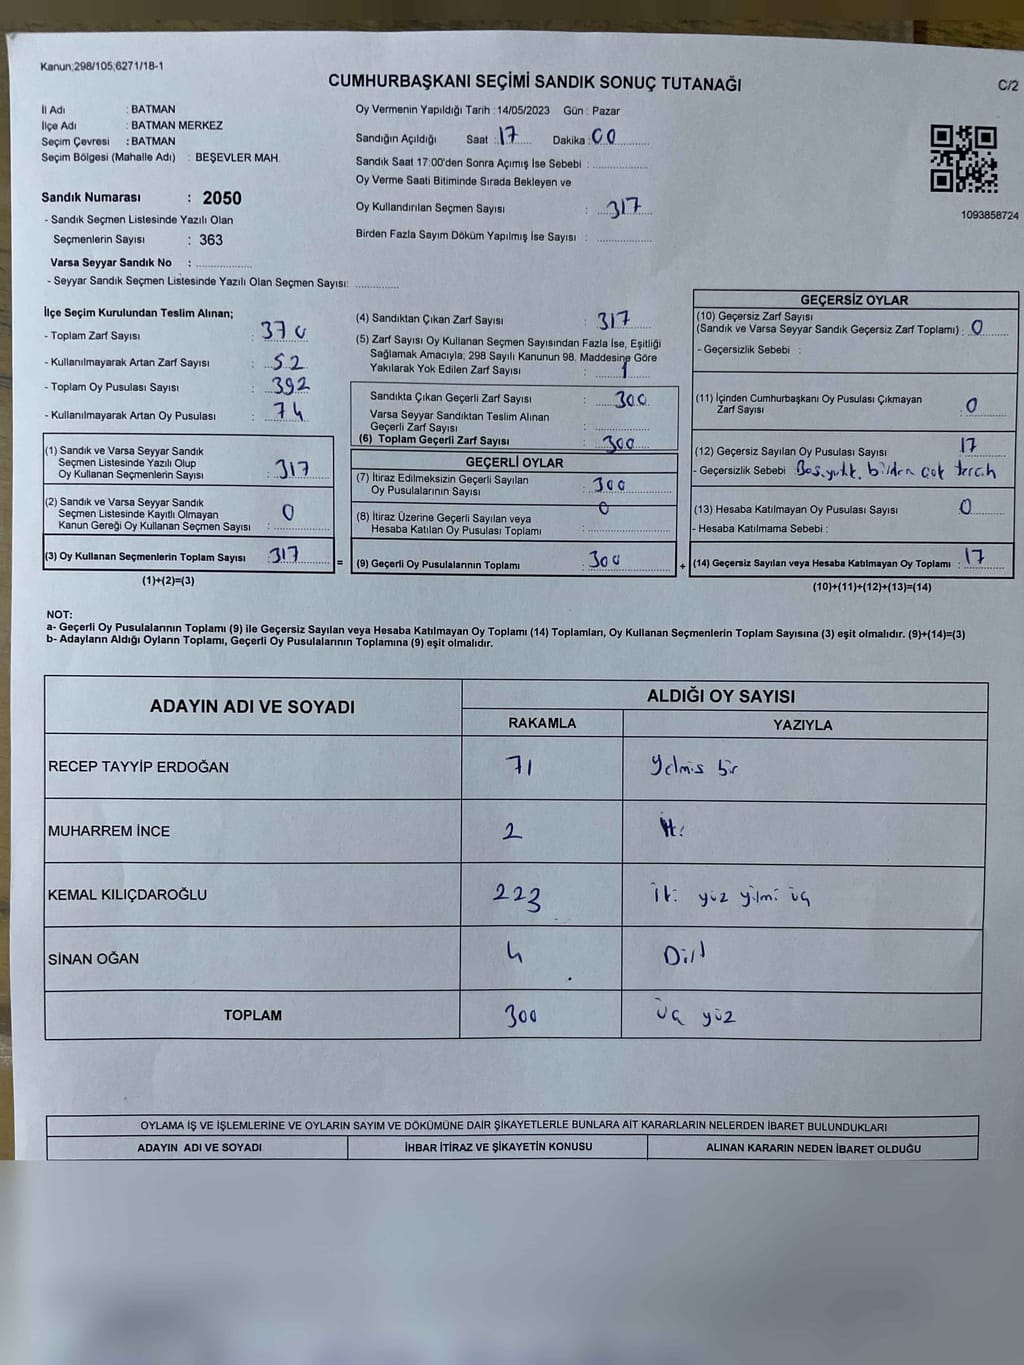 Kanun;298/105;6271/18-1
CUMHURBAŞKANI SEÇİMİ SANDIK SONUÇ TUTANAĞI
C/2
İl Adı : BATMAN
İlçe Adı : BATMAN MERKEZ
Seçim Çevresi : BATMAN
Seçim Bölgesi (Mahalle Adı) : BEŞEVLER MAH.
Sandık Numarası : 2050
- Sandık Seçmen Listesinde Yazılı Olan
Seçmenlerin Sayısı : 363
Varsa Seyyar Sandık No : ................
- Seyyar Sandık Seçmen Listesinde Yazılı Olan Seçmen Sayısı: .............
Oy Vermenin Yapıldığı Tarih : 14/05/2023 Gün : Pazar
Sandığın Açıldığı Saat : 17 Dakika : 00
Sandık Saat 17:00'den Sonra Açımış İse Sebebi : ................
Oy Verme Saati Bitiminde Sırada Bekleyen ve
Oy Kullandırılan Seçmen Sayısı : 317
Birden Fazla Sayım Döküm Yapılmış İse Sayısı : ................
1093858724
İlçe Seçim Kurulundan Teslim Alınan;
- Toplam Zarf Sayısı : 370
- Kullanılmayarak Artan Zarf Sayısı : 52
- Toplam Oy Pusulası Sayısı : 392
- Kullanılmayarak Artan Oy Pusulası : 74
(1) Sandık ve Varsa Seyyar Sandık
Seçmen Listesinde Yazılı Olup
Oy Kullanan Seçmenlerin Sayısı : 317
(2) Sandık ve Varsa Seyyar Sandık
Seçmen Listesinde Kayıtlı Olmayan
Kanun Gereği Oy Kullanan Seçmen Sayısı : 0
(3) Oy Kullanan Seçmenlerin Toplam Sayısı : 317 =
(1)+(2)=(3)
(4) Sandıktan Çıkan Zarf Sayısı : 317
(5) Zarf Sayısı Oy Kullanan Seçmen Sayısından Fazla İse, Eşitliği
Sağlamak Amacıyla; 298 Sayılı Kanunun 98. Maddesine Göre
Yakılarak Yok Edilen Zarf Sayısı : 1
Sandıkta Çıkan Geçerli Zarf Sayısı : 300
Varsa Seyyar Sandıktan Teslim Alınan
Geçerli Zarf Sayısı : ................
(6) Toplam Geçerli Zarf Sayısı : 300
GEÇERLİ OYLAR
(7) İtiraz Edilmeksizin Geçerli Sayılan
Oy Pusulalarının Sayısı : 300
(8) İtiraz Üzerine Geçerli Sayılan veya
Hesaba Katılan Oy Pusulası Toplamı : 0
(9) Geçerli Oy Pusulalarının Toplamı : 300 +
GEÇERSİZ OYLAR
(10) Geçersiz Zarf Sayısı
(Sandık ve Varsa Seyyar Sandık Geçersiz Zarf Toplamı) : 0
- Geçersizlik Sebebi :
(11) İçinden Cumhurbaşkanı Oy Pusulası Çıkmayan
Zarf Sayısı : 0
(12) Geçersiz Sayılan Oy Pusulası Sayısı 17
- Geçersizlik Sebebi Boş, yırtık, birden çok tercih
(13) Hesaba Katılmayan Oy Pusulası Sayısı : 0
- Hesaba Katılmama Sebebi :
(14) Geçersiz Sayılan veya Hesaba Katılmayan Oy Toplamı : 17
(10)+(11)+(12)+(13)=(14)
NOT:
a- Geçerli Oy Pusulalarının Toplamı (9) ile Geçersiz Sayılan veya Hesaba Katılmayan Oy Toplamı (14) Toplamları, Oy Kullanan Seçmenlerin Toplam Sayısına (3) eşit olmalıdır. (9)+(14)=(3)
b- Adayların Aldığı Oyların Toplamı, Geçerli Oy Pusulalarının Toplamına (9) eşit olmalıdır.
ADAYIN ADI VE SOYADI ALDIĞI OY SAYISI
RAKAMLA YAZIYLA
RECEP TAYYİP ERDOĞAN 71 Yetmiş bir
MUHARREM İNCE 2 İki
KEMAL KILIÇDAROĞLU 223 iki yüz yirmi üç
SİNAN OĞAN 4 Dört
TOPLAM 300 üç yüz
OYLAMA İŞ VE İŞLEMLERİNE VE OYLARIN SAYIM VE DÖKÜMÜNE DAİR ŞİKAYETLERLE BUNLARA AİT KARARLARIN NELERDEN İBARET BULUNDUKLARI
ADAYIN ADI VE SOYADI İHBAR İTİRAZ VE ŞİKAYETİN KONUSU ALINAN KARARIN NEDEN İBARET OLDUĞU